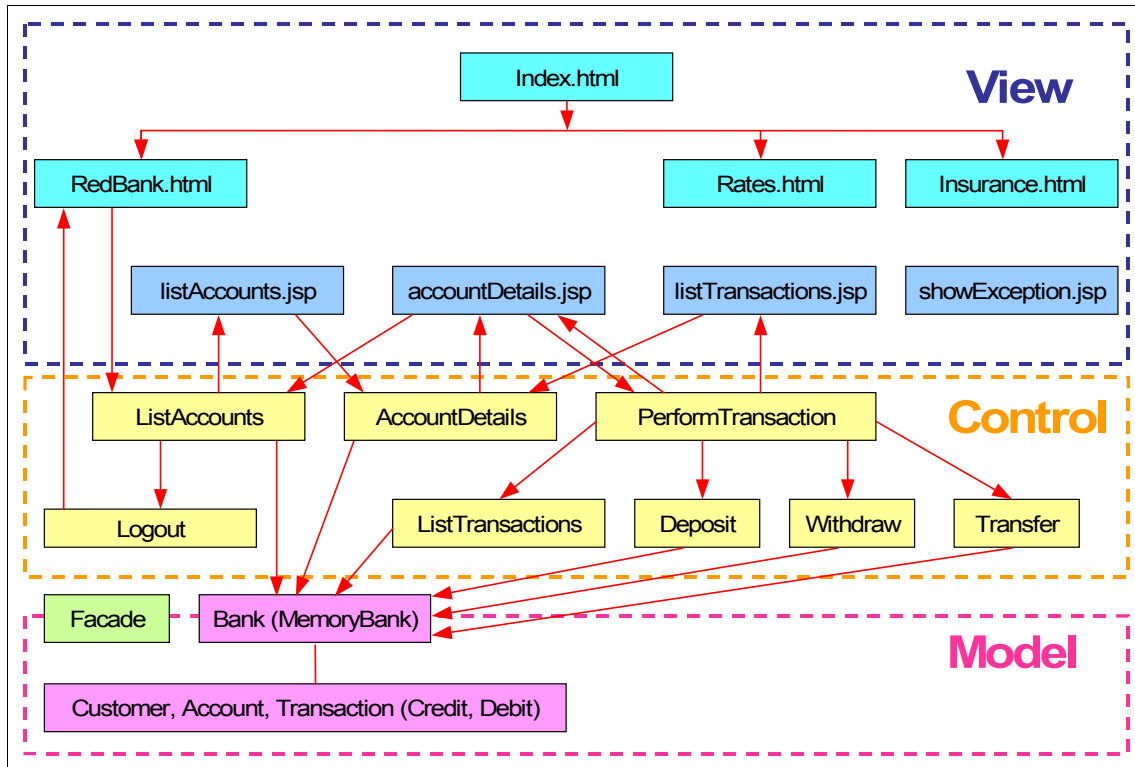 Index.html
View
RedBank.html
Rates.html
Insurance.html
listAccounts.jsp
accountDetails.jsp
listTransactions.jsp
showException.jsp
ListAccounts
AccountDetails
PerformTransaction
Control
Logout
ListTransactions
Deposit
Withdraw
Transfer
Facade
Bank (MemoryBank)
Model
Customer, Account, Transaction (Credit, Debit)